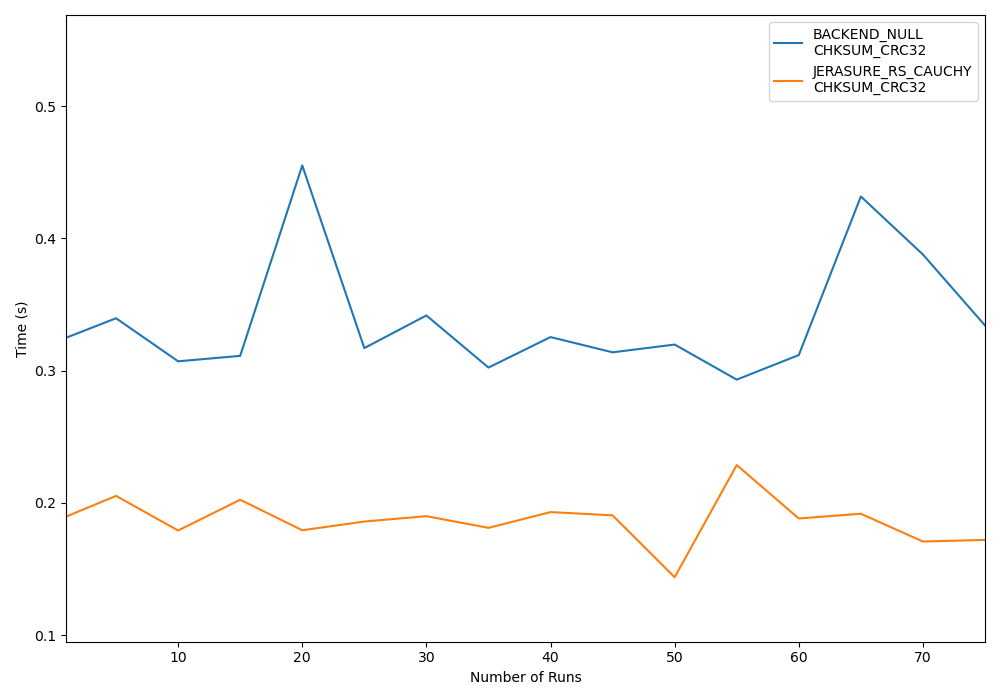 BACKEND_NULL
CHKSUM_CRC32
JERASURE_RS_CAUCHY
CHKSUM_CRC32
0.5
0.4
0.3
0.2
0.1
Time (s)
10 20 30 40 50 60 70
Number of Runs